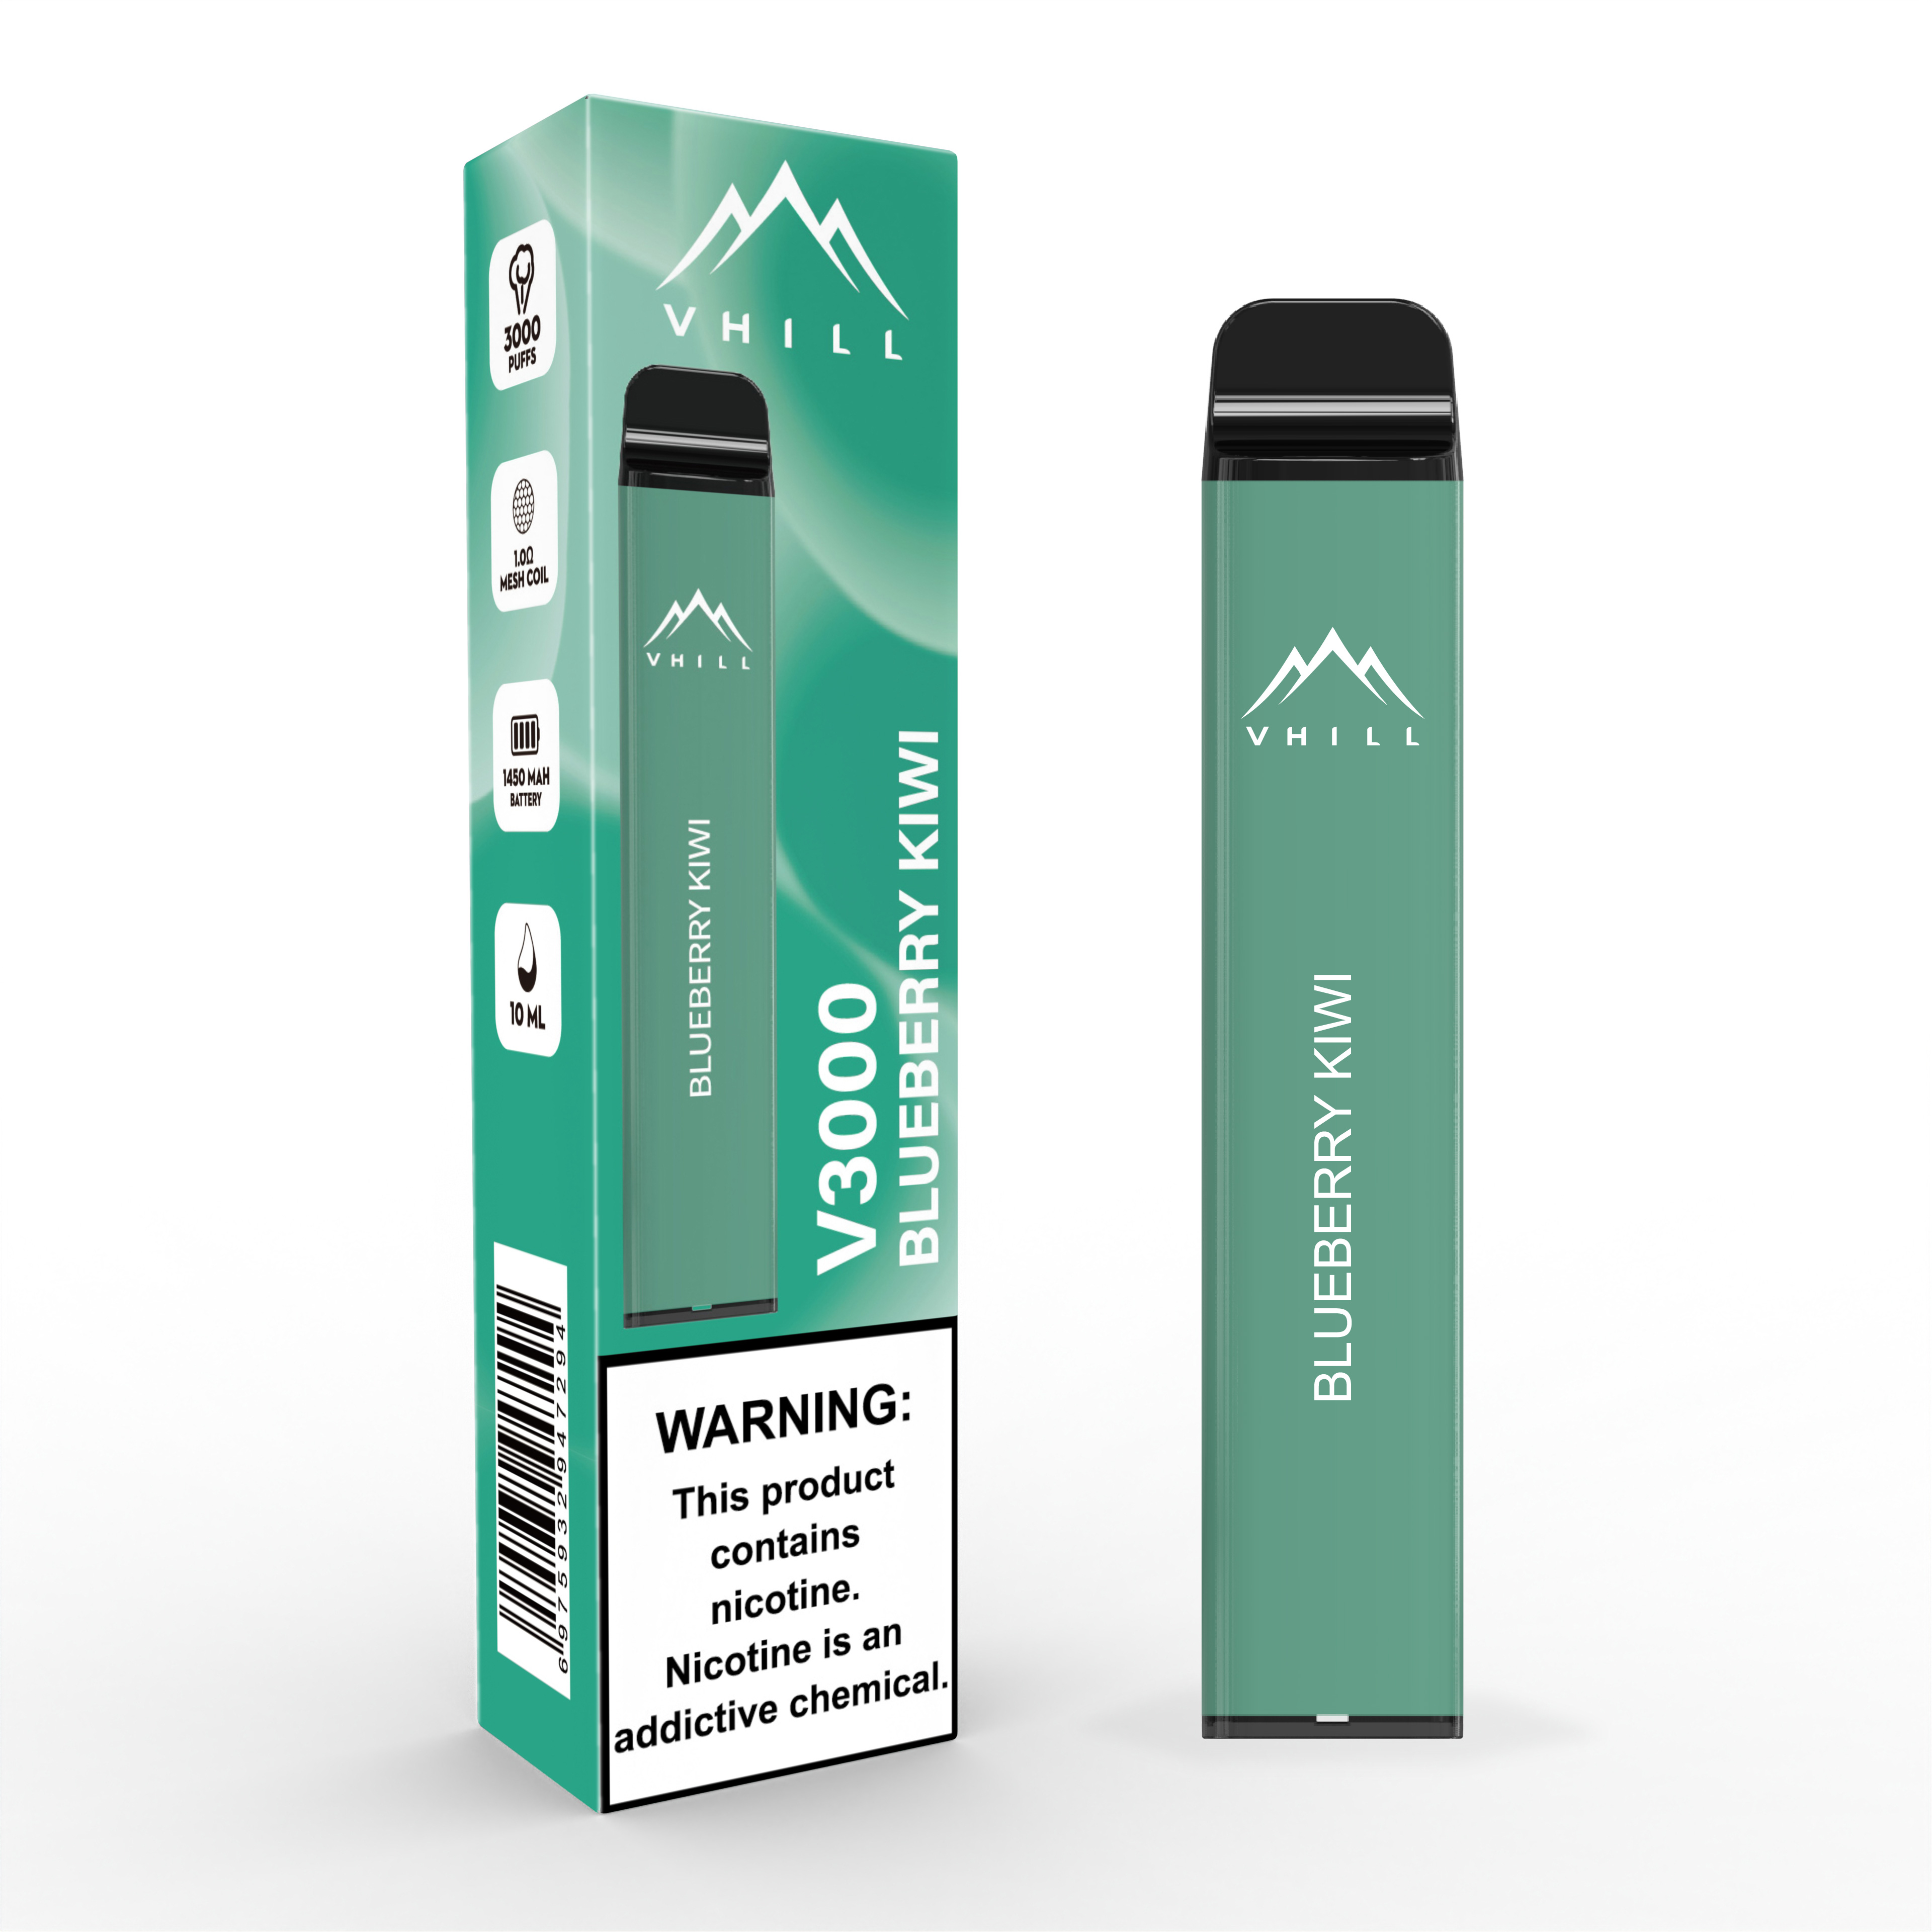 3000
PUFFS
1.0Ω
MESH COIL
1450 MAH
BATTERY
10 ML
6975932947294
VHILL
VHILL
BLUEBERRY KIWI
V3000
BLUEBERRY KIWI
WARNING:
This product
contains
nicotine.
Nicotine is an
addictive chemical.
VHILL
BLUEBERRY KIWI